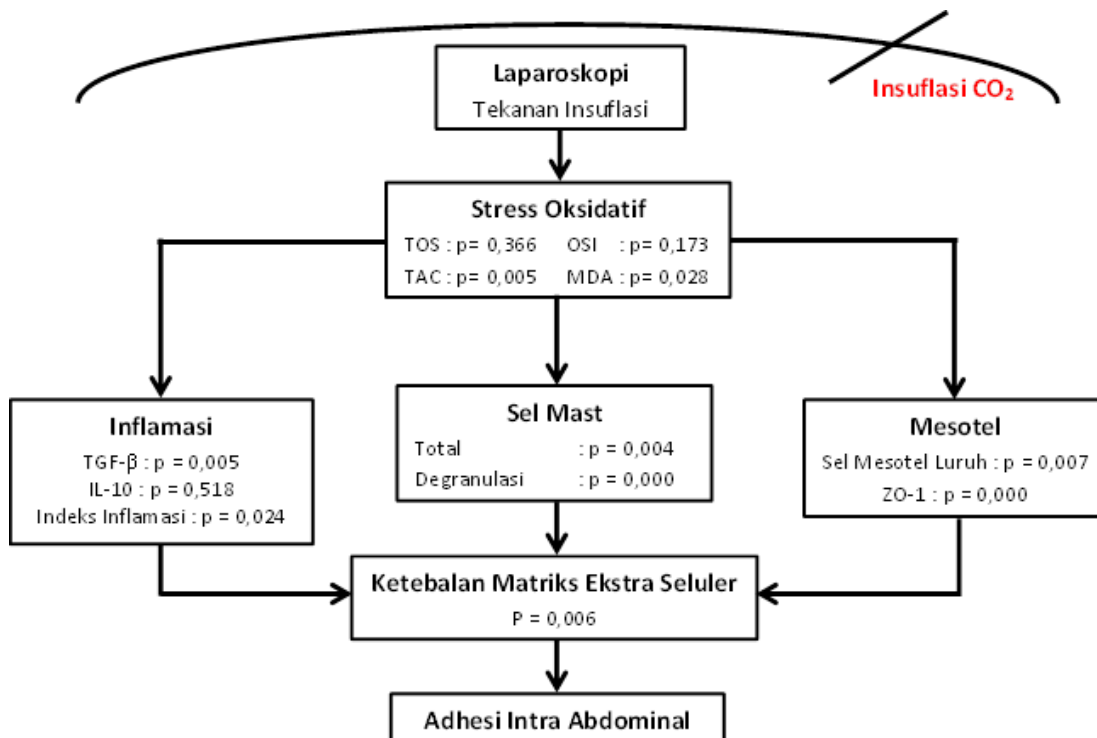 Laparoskopi
Tekanan Insuflasi
Insuflasi CO₂
Stress Oksidatif
TOS : p= 0,366 OSI : p= 0,173
TAC : p= 0,005 MDA : p= 0,028
Inflamasi
TGF-β : p = 0,005
IL-10 : p = 0,518
Indeks Inflamasi : p = 0,024
Sel Mast
Total : p = 0,004
Degranulasi : p = 0,000
Mesotel
Sel Mesotel Luruh : p = 0,007
ZO-1 : p = 0,000
Ketebalan Matriks Ekstra Seluler
P = 0,006
Adhesi Intra Abdominal